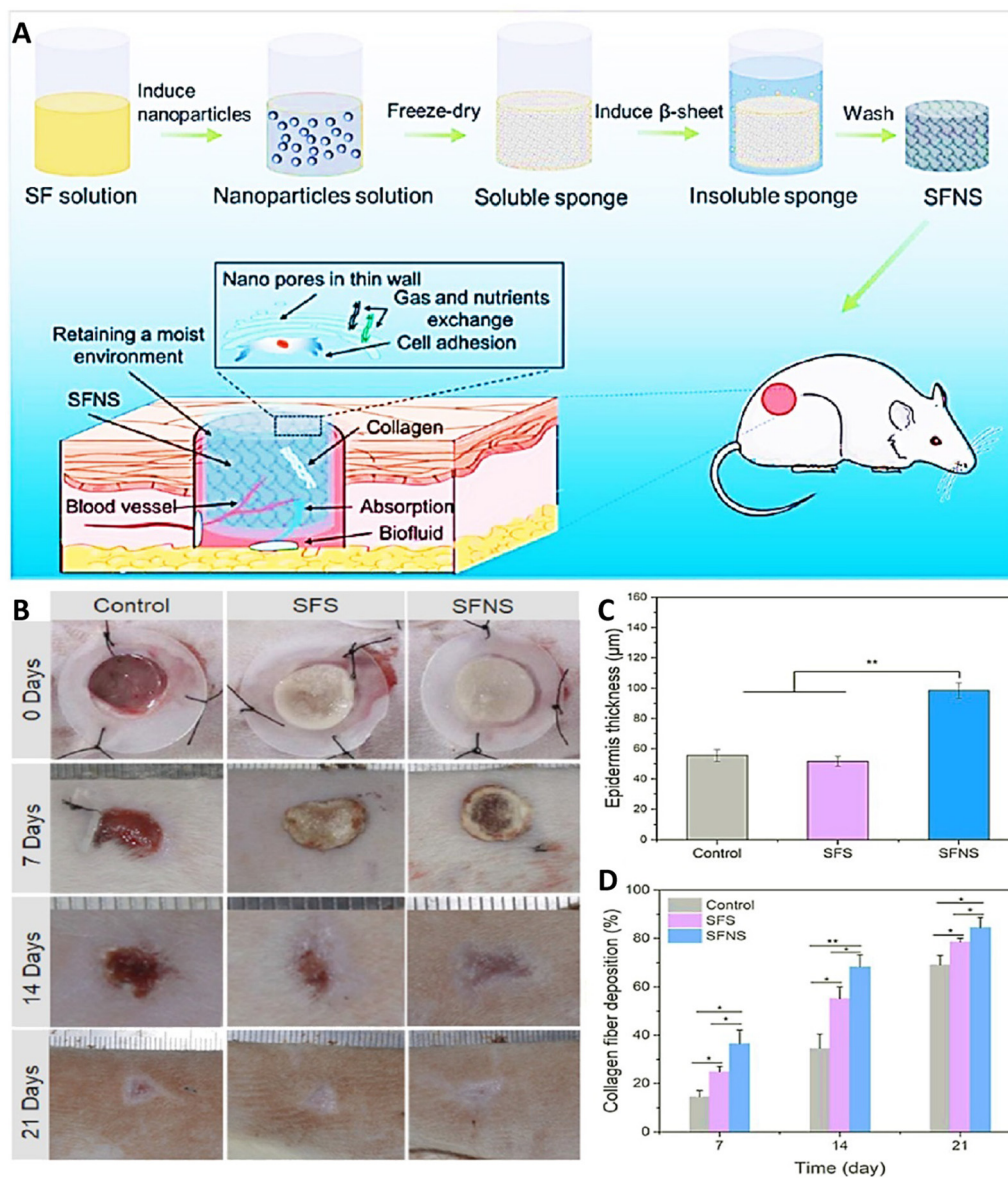 A
Induce
nanoparticles
Freeze-dry
Induce β-sheet
Wash
SF solution
Nanoparticles solution
Soluble sponge
Insoluble sponge
SFNS
Nano pores in thin wall
Gas and nutrients
exchange
Cell adhesion
Retaining a moist
environment
SFNS
Collagen
Blood vessel
Absorption
Biofluid
B
Control
SFS
SFNS
0 Days
7 Days
14 Days
21 Days
C
Epidermis thickness (μm)
160
140
120
100
80
60
40
20
0
**
Control
SFS
SFNS
D
Collagen fiber deposition (%)
100
80
60
40
20
0
Control
SFS
SFNS
*
*
*
**
*
*
*
*
*
7
14
21
Time (day)